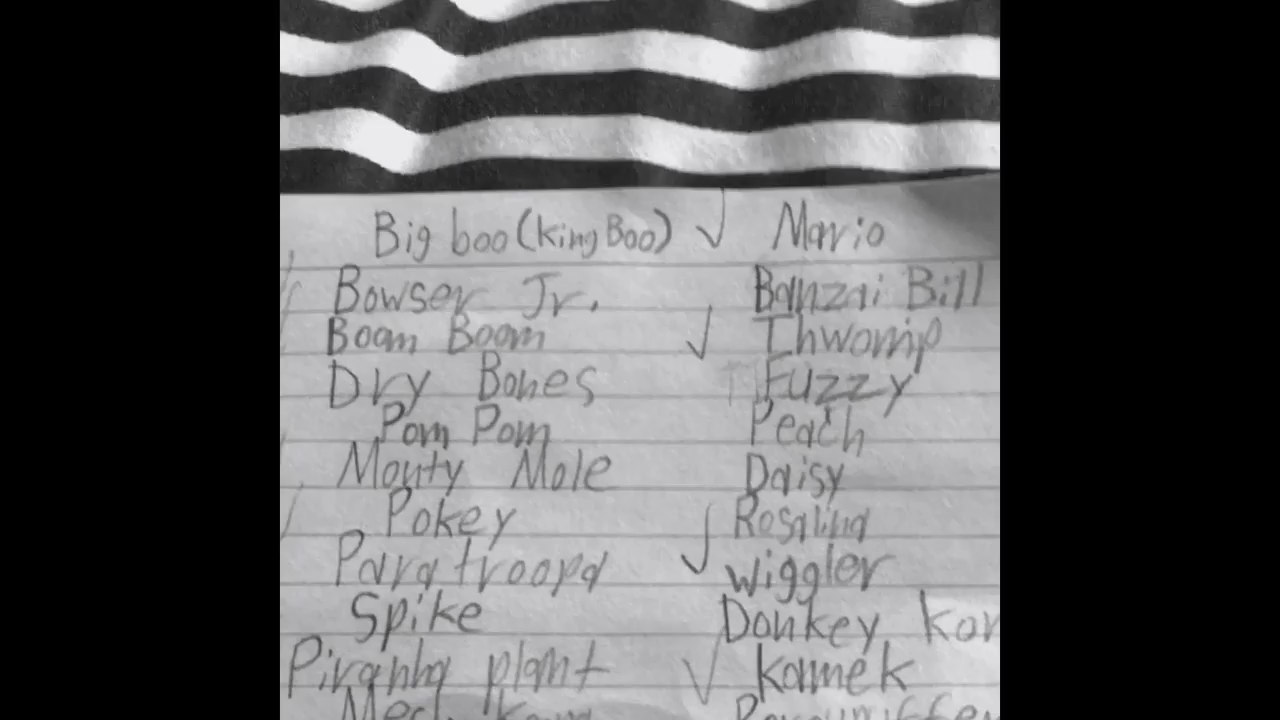 Big boo (King Boo) ✓ Mario
Bowser Jr. Banzai Bill
Boom Boom ✓ Thwomp
Dry Bones Fuzzy
Pom Pom Peach
Monty Mole Daisy
Pokey Rosalina
Paratroopa ✓ wiggler
Spike Donkey Kon
Piranha plant ✓ kamek